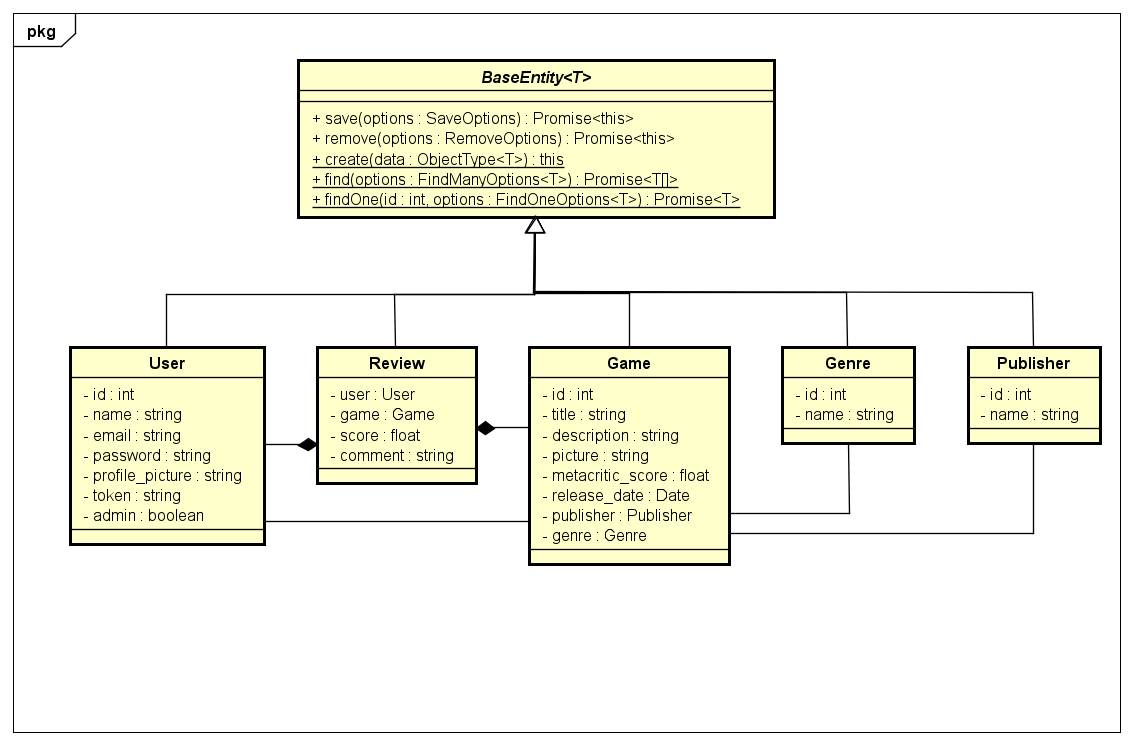 pkg
BaseEntity<T>
+ save(options : SaveOptions) : Promise<this>
+ remove(options : RemoveOptions) : Promise<this>
+ create(data : ObjectType<T>) : this
+ find(options : FindManyOptions<T>) : Promise<T[]>
+ findOne(id : int, options : FindOneOptions<T>) : Promise<T>
User
- id : int
- name : string
- email : string
- password : string
- profile_picture : string
- token : string
- admin : boolean
Review
- user : User
- game : Game
- score : float
- comment : string
Game
- id : int
- title : string
- description : string
- picture : string
- metacritic_score : float
- release_date : Date
- publisher : Publisher
- genre : Genre
Genre
- id : int
- name : string
Publisher
- id : int
- name : string